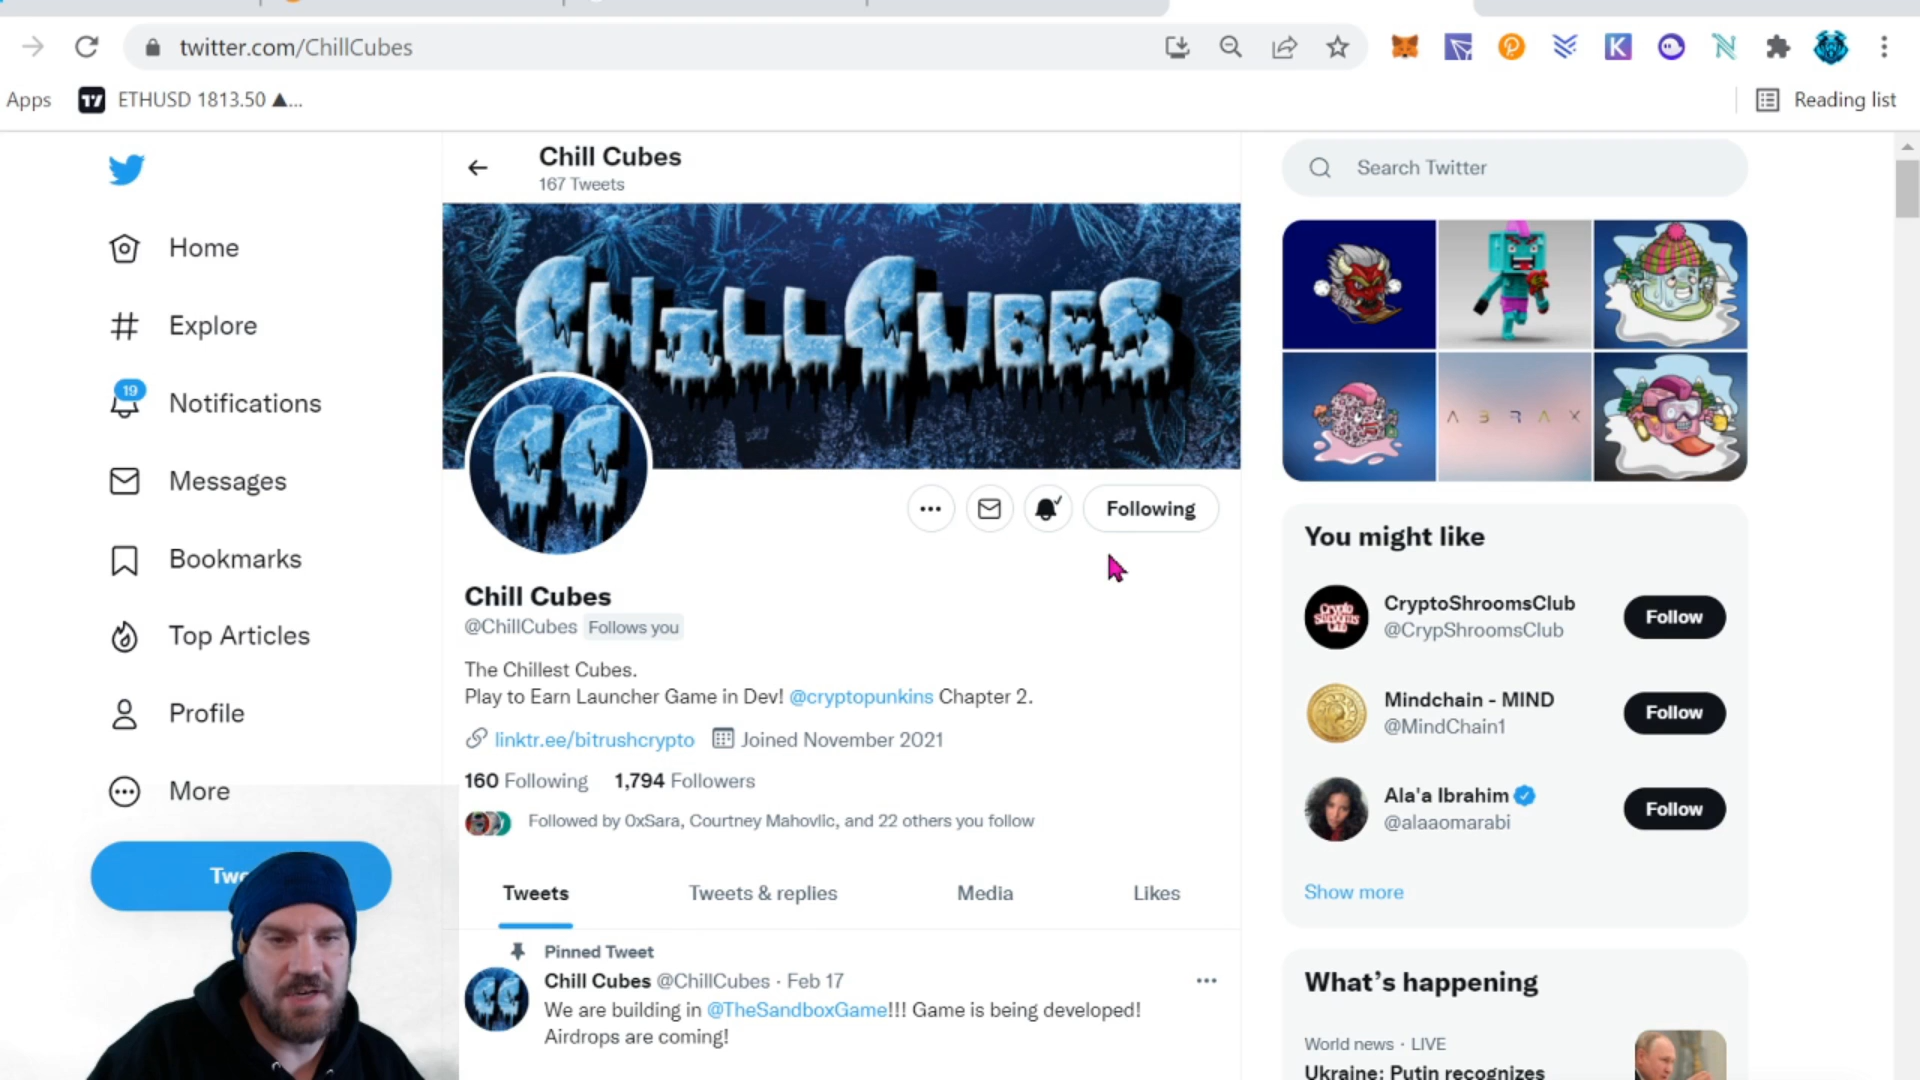 twitter.com/ChillCubes
Apps
ETHUSD 1813.50 ▲...
Reading list
Home
Explore
19
Notifications
Messages
Bookmarks
Top Articles
Profile
More
Chill Cubes
167 Tweets
CHILLCUBES
CC
Following
Chill Cubes
@ChillCubes Follows you
The Chillest Cubes.
Play to Earn Launcher Game in Dev! @cryptopunkins Chapter 2.
linktr.ee/bitrushcrypto Joined November 2021
160 Following 1,794 Followers
Followed by 0xSara, Courtney Mahovlic, and 22 others you follow
Tweets Tweets & replies Media Likes
Pinned Tweet
Chill Cubes @ChillCubes · Feb 17
We are building in @TheSandboxGame!!! Game is being developed!
Airdrops are coming!
Search Twitter
You might like
Crypto Shrooms Club
CryptoShroomsClub
@CrypShroomsClub
Follow
Mindchain - MIND
@MindChain1
Follow
Ala'a Ibrahim
@alaaomarabi
Follow
Show more
What's happening
World news · LIVE
Ukraine: Putin recognizes